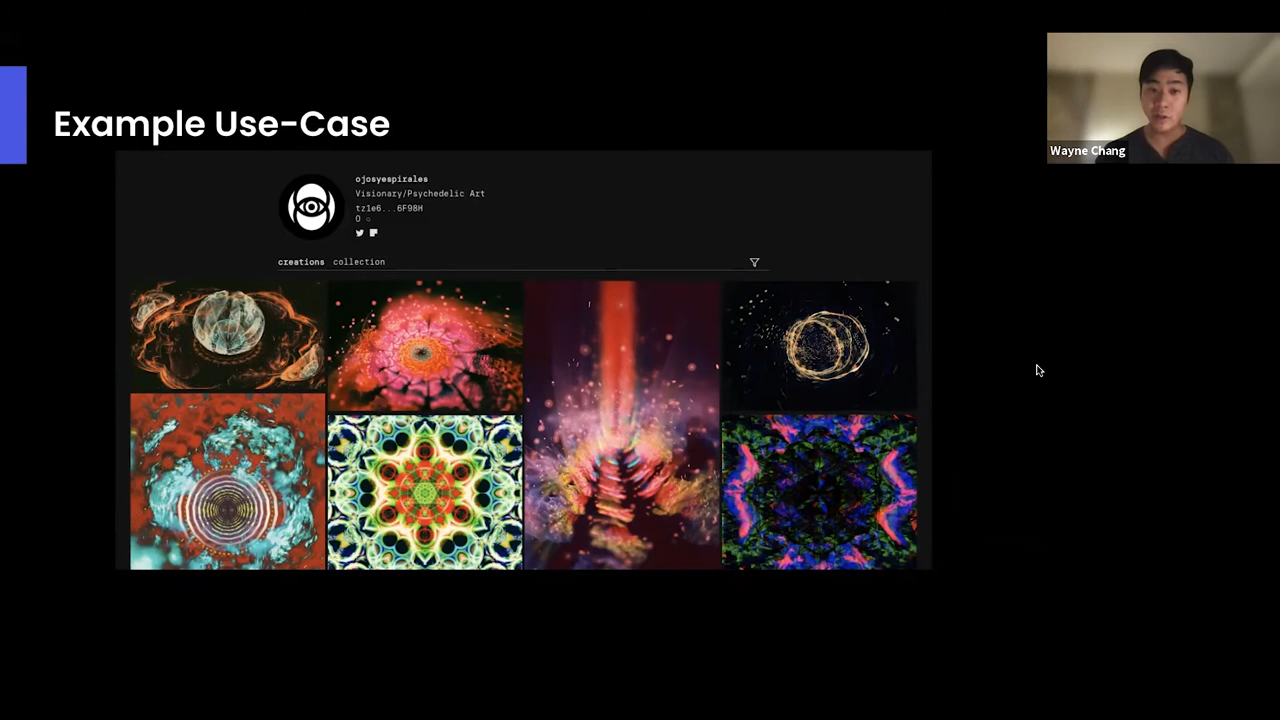 Example Use-Case
ojosyespirales
Visionary/Psychedelic Art
tz1e6...6F98H
creations collection
Wayne Chang